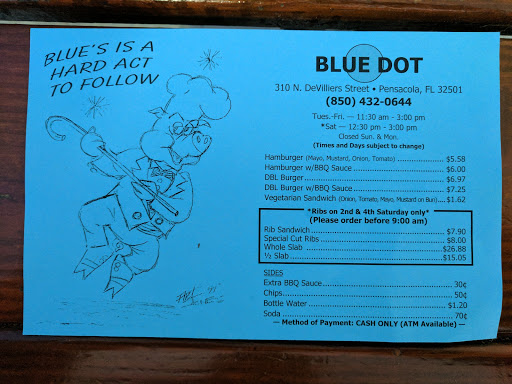 BLUE'S IS A
HARD ACT
TO FOLLOW
BLUE DOT
310 N. DeVilliers Street • Pensacola, FL 32501
(850) 432-0644
Tues.-Fri. — 11:30 am - 3:00 pm
*Sat — 12:30 pm - 3:00 pm
Closed Sun. & Mon.
(Times and Days subject to change)
Hamburger (Mayo, Mustard, Onion, Tomato)....................$5.58
Hamburger w/BBQ Sauce....................$6.00
DBL Burger....................$6.97
DBL Burger w/BBQ Sauce....................$7.25
Vegetarian Sandwich (Onion, Tomato, Mayo, Mustard on Bun)....$1.62
*Ribs on 2nd & 4th Saturday only*
(Please order before 9:00 am)
Rib Sandwich....................$7.90
Special Cut Ribs....................$8.00
Whole Slab....................$26.88
½ Slab....................$15.05
SIDES
Extra BBQ Sauce....................30¢
Chips....................50¢
Bottle Water....................$1.20
Soda....................70¢
— Method of Payment: CASH ONLY (ATM Available) —